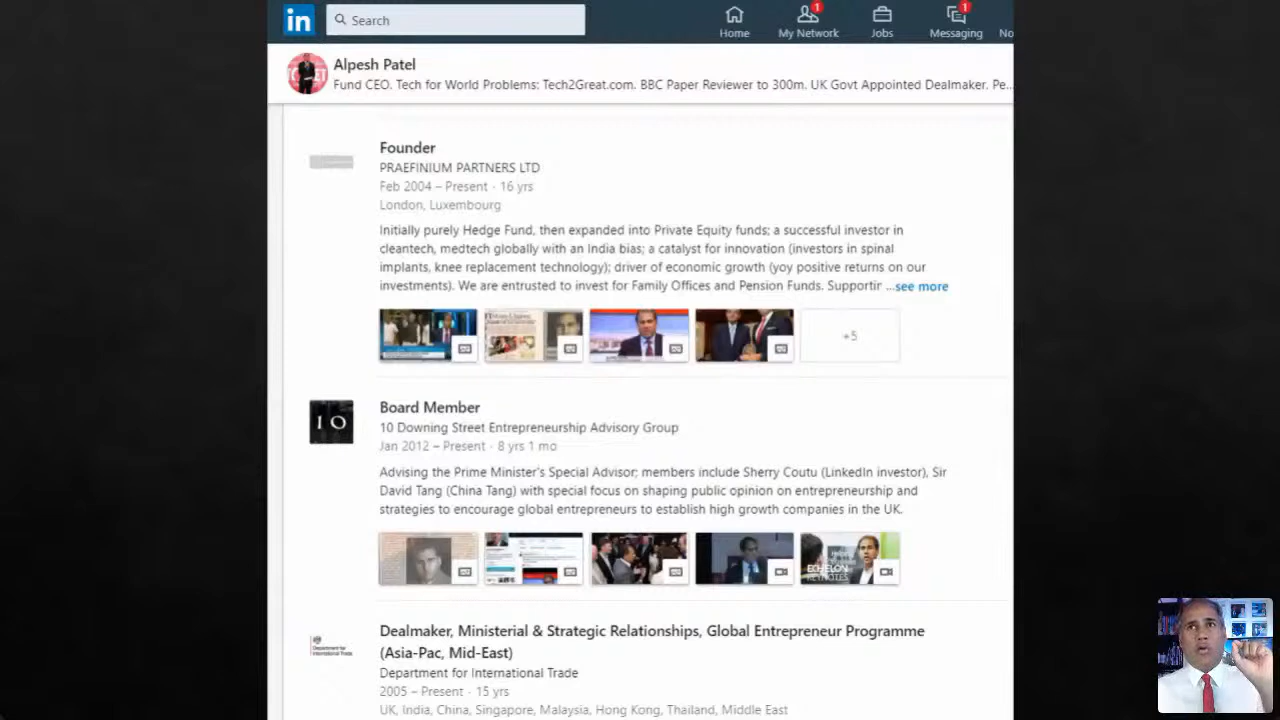 in
Search
1
1
Home
My Network
Jobs
Messaging
No
Alpesh Patel
Fund CEO. Tech for World Problems: Tech2Great.com. BBC Paper Reviewer to 300m. UK Govt Appointed Dealmaker. Pe...
Founder
PRAEFINIUM PARTNERS LTD
Feb 2004 – Present · 16 yrs
London, Luxembourg
Initially purely Hedge Fund, then expanded into Private Equity funds; a successful investor in
cleantech, medtech globally with an India bias; a catalyst for innovation (investors in spinal
implants, knee replacement technology); driver of economic growth (yoy positive returns on our
investments). We are entrusted to invest for Family Offices and Pension Funds. Supportir ...see more
+5
10
Board Member
10 Downing Street Entrepreneurship Advisory Group
Jan 2012 – Present · 8 yrs 1 mo
Advising the Prime Minister's Special Advisor; members include Sherry Coutu (LinkedIn investor), Sir
David Tang (China Tang) with special focus on shaping public opinion on entrepreneurship and
strategies to encourage global entrepreneurs to establish high growth companies in the UK.
ECHELON
KEYNOTES
Department for
International Trade
Dealmaker, Ministerial & Strategic Relationships, Global Entrepreneur Programme
(Asia-Pac, Mid-East)
Department for International Trade
2005 – Present · 15 yrs
UK, India, China, Singapore, Malaysia, Hong Kong, Thailand, Middle East